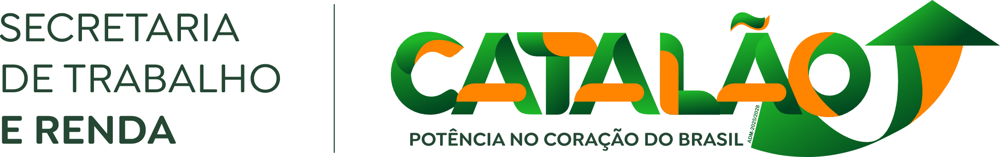 SECRETARIA
DE TRABALHO
E RENDA
CATALÃO
POTÊNCIA NO CORAÇÃO DO BRASIL
ADM-2025/2028